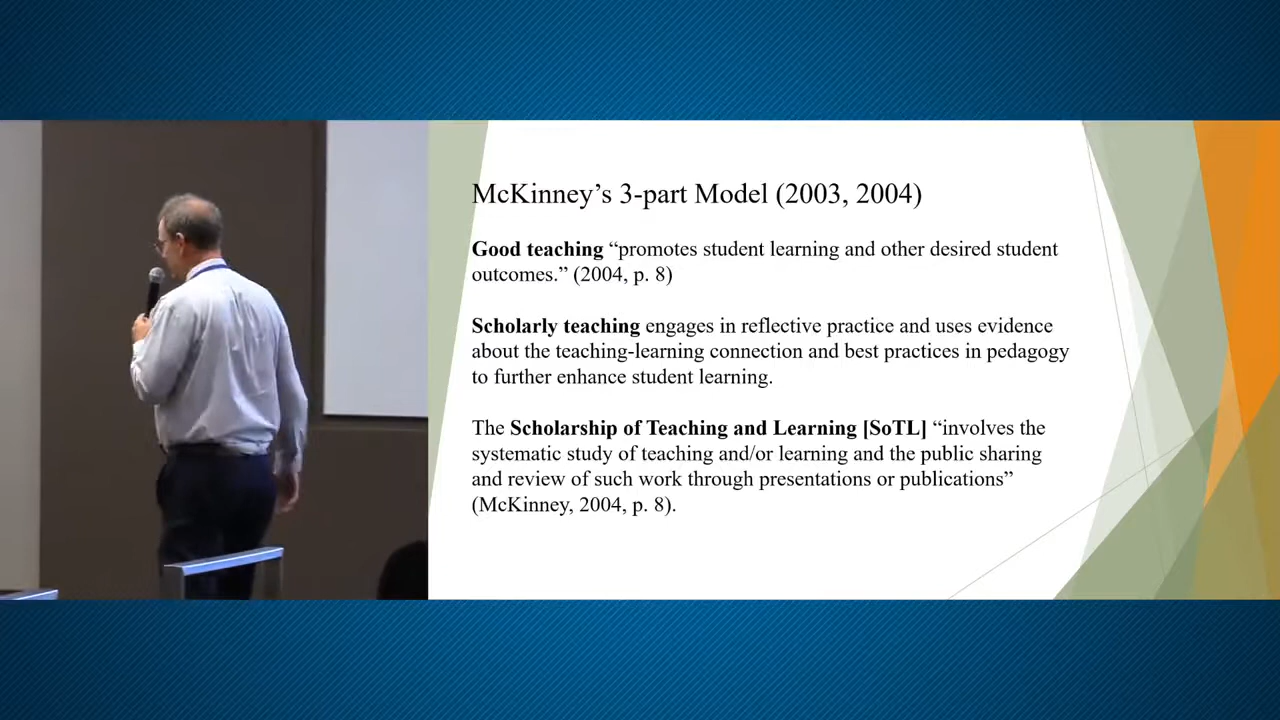 McKinney’s 3-part Model (2003, 2004)
Good teaching “promotes student learning and other desired student
outcomes.” (2004, p. 8)
Scholarly teaching engages in reflective practice and uses evidence
about the teaching-learning connection and best practices in pedagogy
to further enhance student learning.
The Scholarship of Teaching and Learning [SoTL] “involves the
systematic study of teaching and/or learning and the public sharing
and review of such work through presentations or publications”
(McKinney, 2004, p. 8).